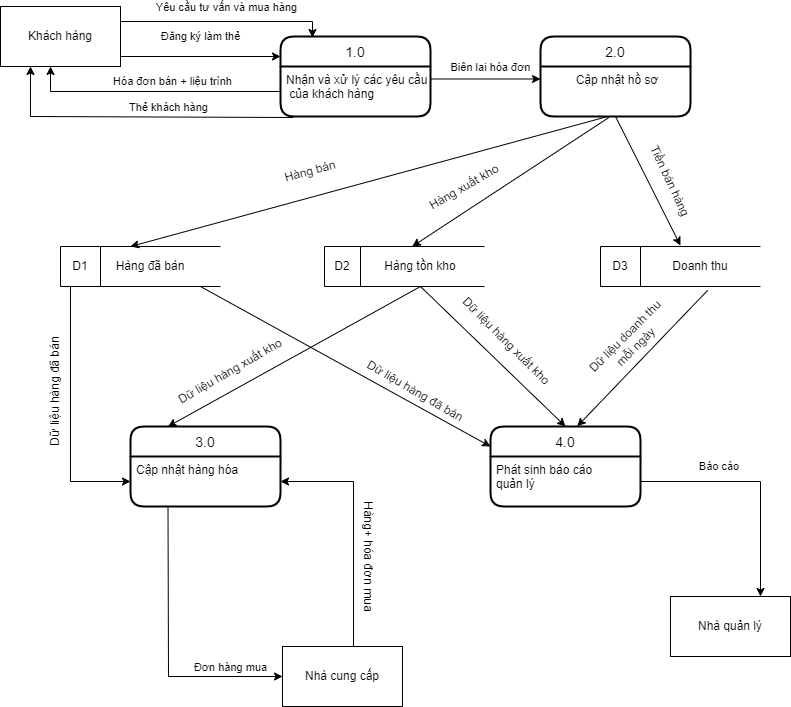 Yêu cầu tư vấn và mua hàng
Khách hàng
Đăng ký làm thẻ
1.0
2.0
Biên lai hóa đơn
Hóa đơn bán + liệu trình
Nhận và xử lý các yêu cầu
của khách hàng
Cập nhật hồ sơ
Thẻ khách hàng
Hàng bán
Hàng xuất kho
Tiền bán hàng
D1
Hàng đã bán
D2
Hàng tồn kho
D3
Doanh thu
Dữ liệu hàng đã bán
Dữ liệu hàng xuất kho
Dữ liệu hàng đã bán
Dữ liệu hàng xuất kho
Dữ liệu doanh thu
mỗi ngày
3.0
4.0
Cập nhật hàng hóa
Phát sinh báo cáo
quản lý
Báo cáo
Hàng+ hóa đơn mua
Nhà quản lý
Đơn hàng mua
Nhà cung cấp